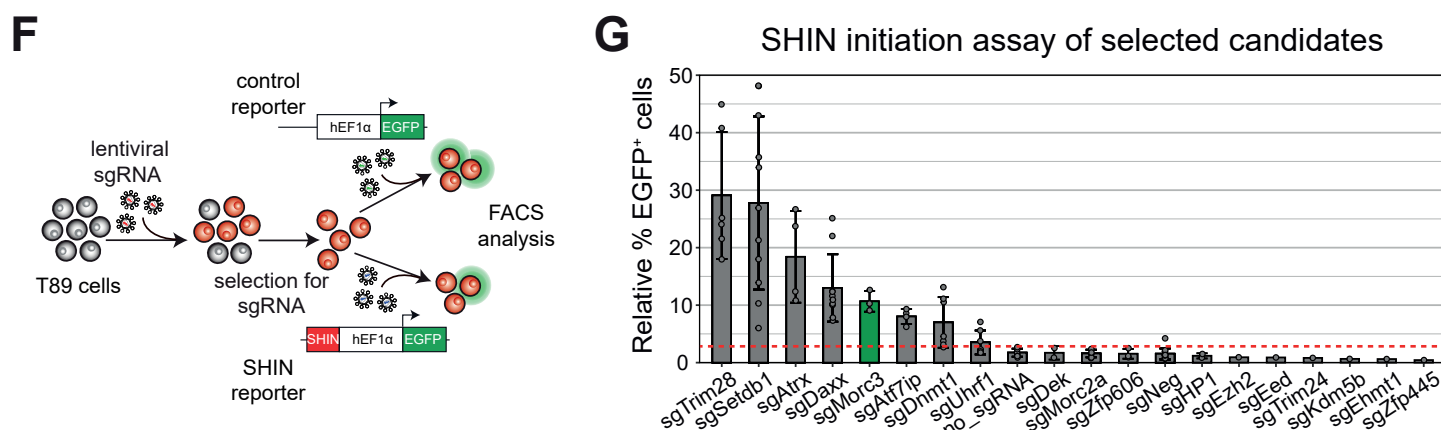 F
control
reporter
hEF1α EGFP
lentiviral
sgRNA
FACS
analysis
T89 cells
selection for
sgRNA
SHIN hEF1α EGFP
SHIN
reporter
G
SHIN initiation assay of selected candidates
Relative % EGFP⁺ cells
50
40
30
20
10
0
sgTrim28
sgSetdb1
sgAtrx
sgDaxx
sgMorc3
sgAtf7ip
sgDnmt1
sgUhrf1
no_sgRNA
sgDek
sgMorc2a
sgZfp606
sgNeg
sgHP1
sgEzh2
sgEed
sgTrim24
sgKdm5b
sgEhmt1
sgZfp445